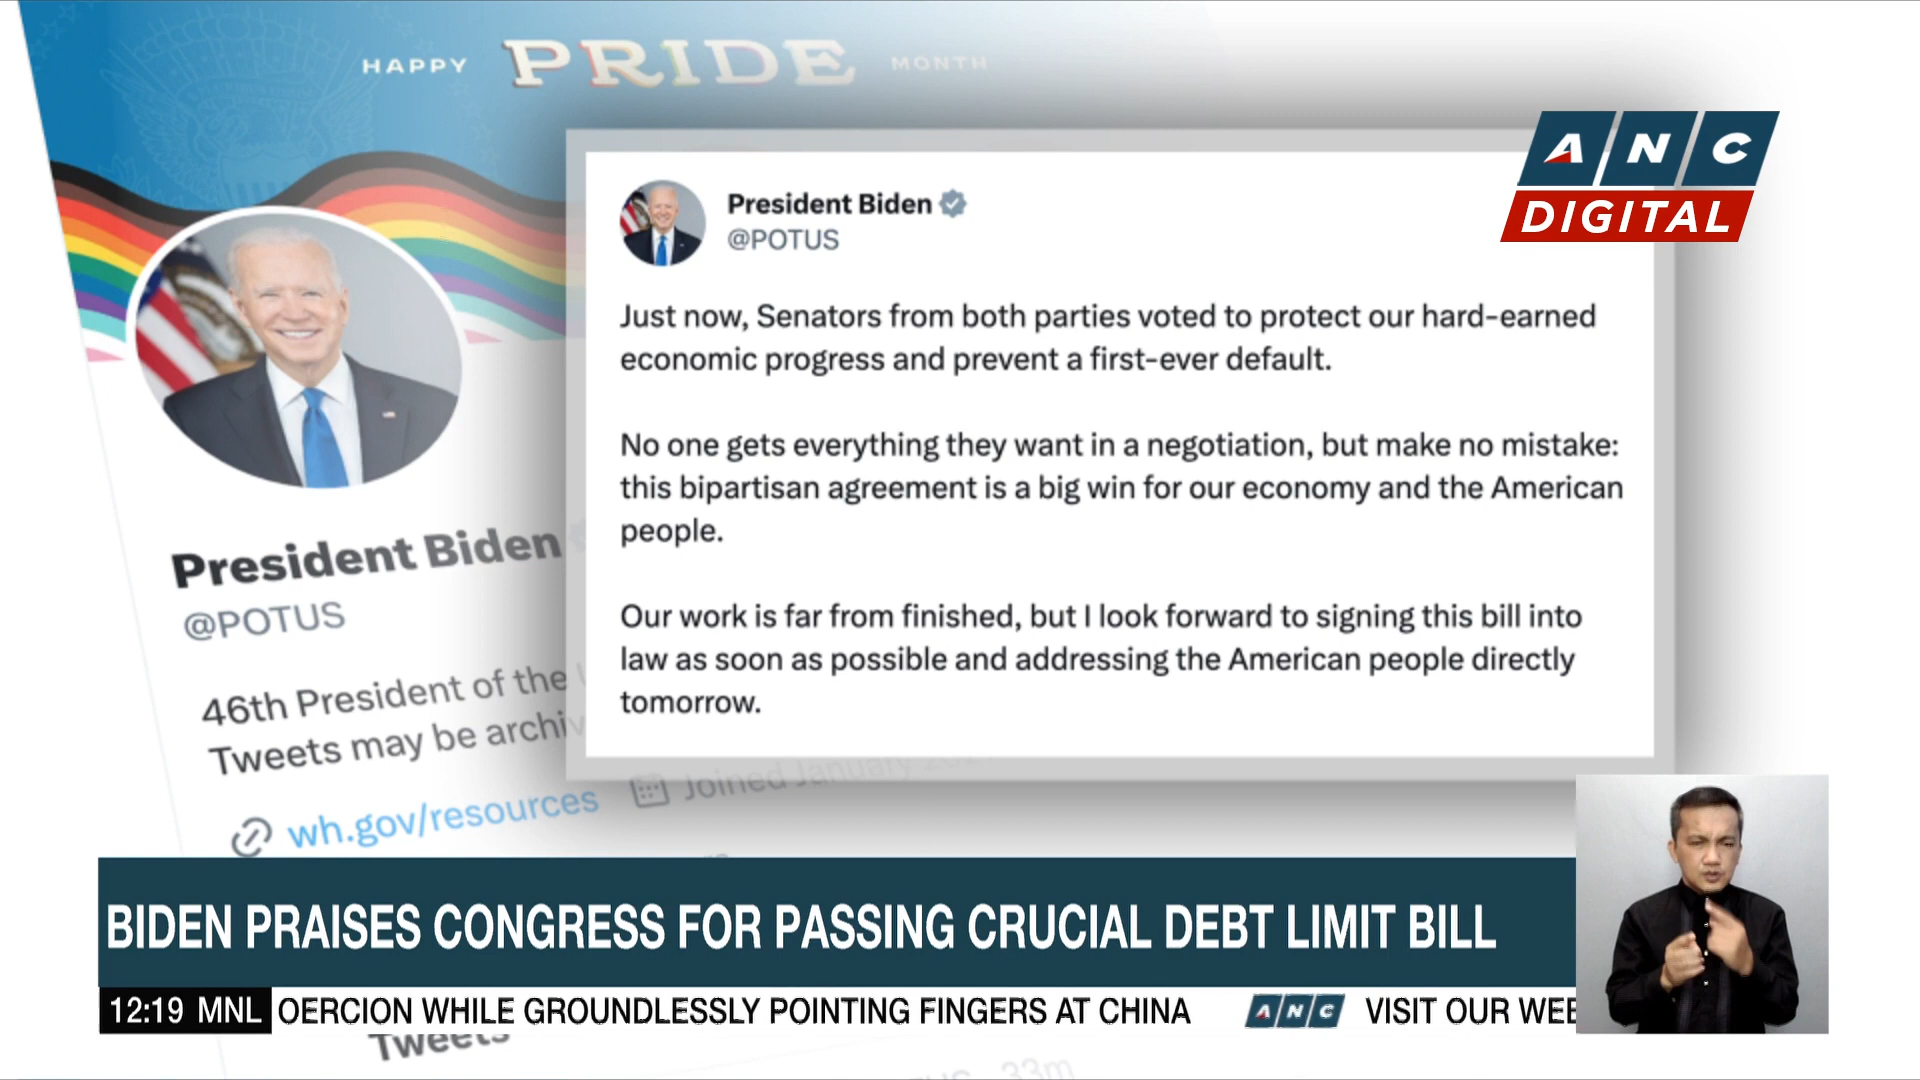 HAPPY PRIDE MONTH
ANC
DIGITAL
President Biden
@POTUS
Just now, Senators from both parties voted to protect our hard-earned
economic progress and prevent a first-ever default.
No one gets everything they want in a negotiation, but make no mistake:
this bipartisan agreement is a big win for our economy and the American
people.
Our work is far from finished, but I look forward to signing this bill into
law as soon as possible and addressing the American people directly
tomorrow.
President Biden
@POTUS
46th President of the
Tweets may be archiv
wh.gov/resources Joined January
BIDEN PRAISES CONGRESS FOR PASSING CRUCIAL DEBT LIMIT BILL
12:19 MNL OERCION WHILE GROUNDLESSLY POINTING FINGERS AT CHINA ANC VISIT OUR WEB
Tweets
33m